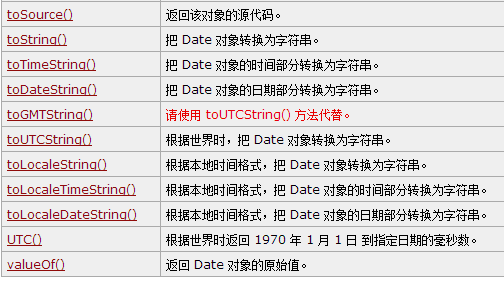 toSource() 返回该对象的源代码。
toString() 把 Date 对象转换为字符串。
toTimeString() 把 Date 对象的时间部分转换为字符串。
toDateString() 把 Date 对象的日期部分转换为字符串。
toGMTString() 请使用 toUTCString() 方法代替。
toUTCString() 根据世界时，把 Date 对象转换为字符串。
toLocaleString() 根据本地时间格式，把 Date 对象转换为字符串。
toLocaleTimeString() 根据本地时间格式，把 Date 对象的时间部分转换为字符串。
toLocaleDateString() 根据本地时间格式，把 Date 对象的日期部分转换为字符串。
UTC() 根据世界时返回 1970 年 1 月 1 日 到指定日期的毫秒数。
valueOf() 返回 Date 对象的原始值。